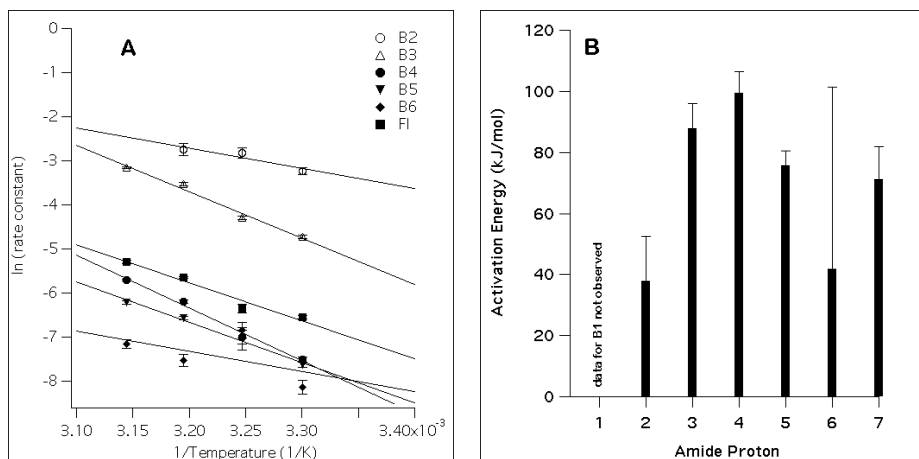 A
B2
B3
B4
B5
B6
FI
-0
-1
-2
-3
-4
-5
-6
-7
-8
ln (rate constant)
3.10
3.15
3.20
3.25
3.30
3.40x10⁻³
1/Temperature (1/K)
B
120
100
80
60
40
20
0
Activation Energy (kJ/mol)
data for B1 not observed
1
2
3
4
5
6
7
Amide Proton